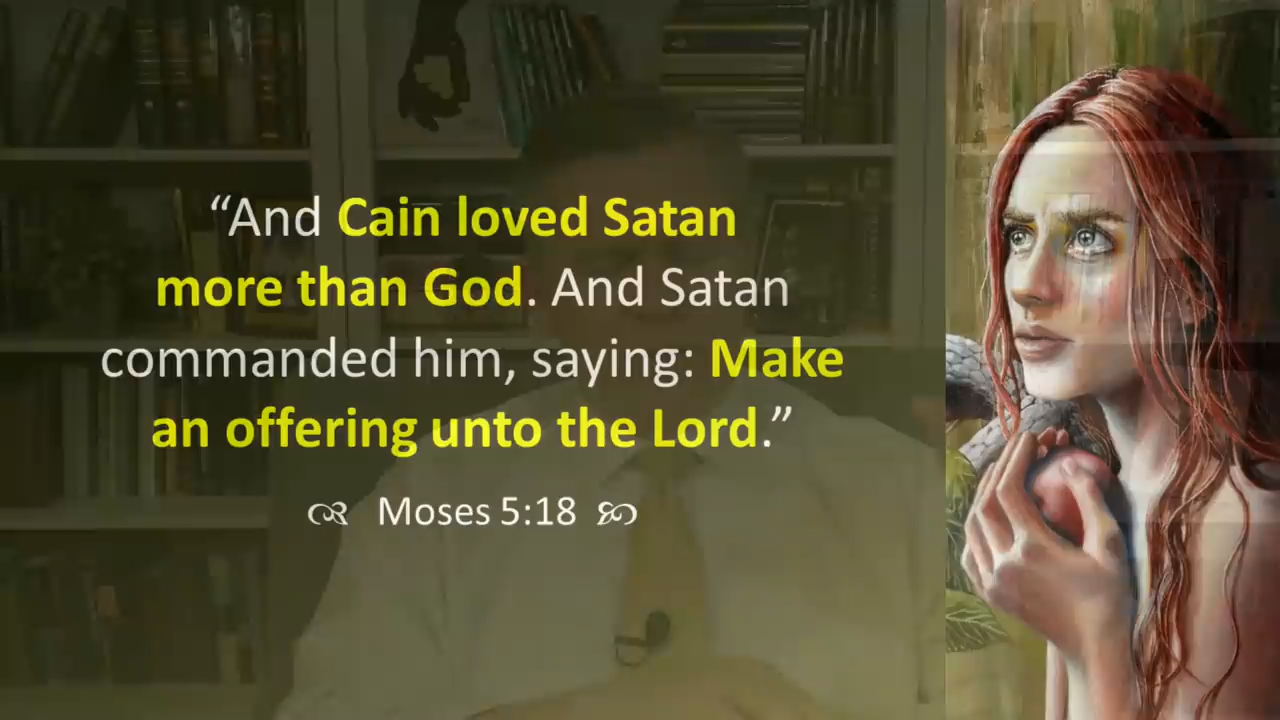 “And Cain loved Satan
more than God. And Satan
commanded him, saying: Make
an offering unto the Lord.”
Moses 5:18